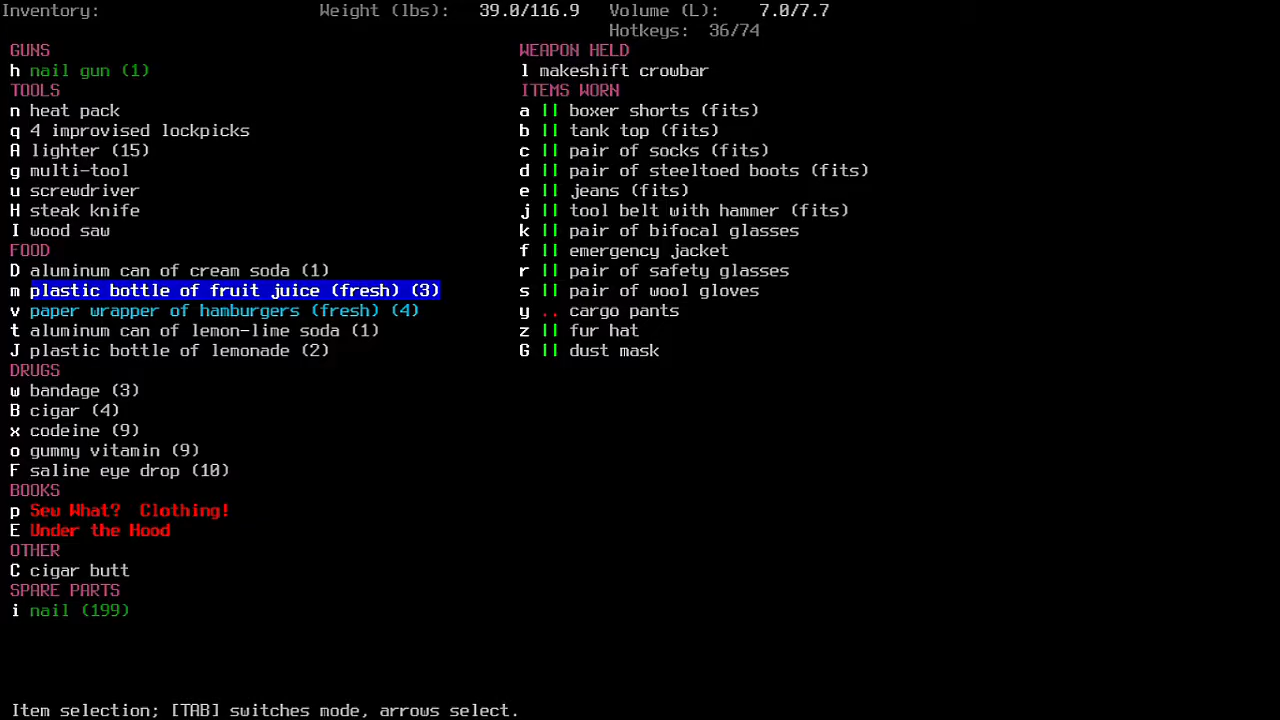 Inventory: Weight (lbs): 39.0/116.9 Volume (L): 7.0/7.7
Hotkeys: 36/74
GUNS
h nail gun (1)
TOOLS
n heat pack
q 4 improvised lockpicks
A lighter (15)
g multi-tool
u screwdriver
H steak knife
I wood saw
FOOD
D aluminum can of cream soda (1)
m plastic bottle of fruit juice (fresh) (3)
v paper wrapper of hamburgers (fresh) (4)
t aluminum can of lemon-lime soda (1)
J plastic bottle of lemonade (2)
DRUGS
w bandage (3)
B cigar (4)
x codeine (9)
o gummy vitamin (9)
F saline eye drop (10)
BOOKS
p Sew What?  Clothing!
E Under the Hood
OTHER
C cigar butt
SPARE PARTS
i nail (199)
WEAPON HELD
l makeshift crowbar
ITEMS WORN
a || boxer shorts (fits)
b || tank top (fits)
c || pair of socks (fits)
d || pair of steeltoed boots (fits)
e || jeans (fits)
j || tool belt with hammer (fits)
k || pair of bifocal glasses
f || emergency jacket
r || pair of safety glasses
s || pair of wool gloves
y .. cargo pants
z || fur hat
G || dust mask
Item selection; [TAB] switches mode, arrows select.